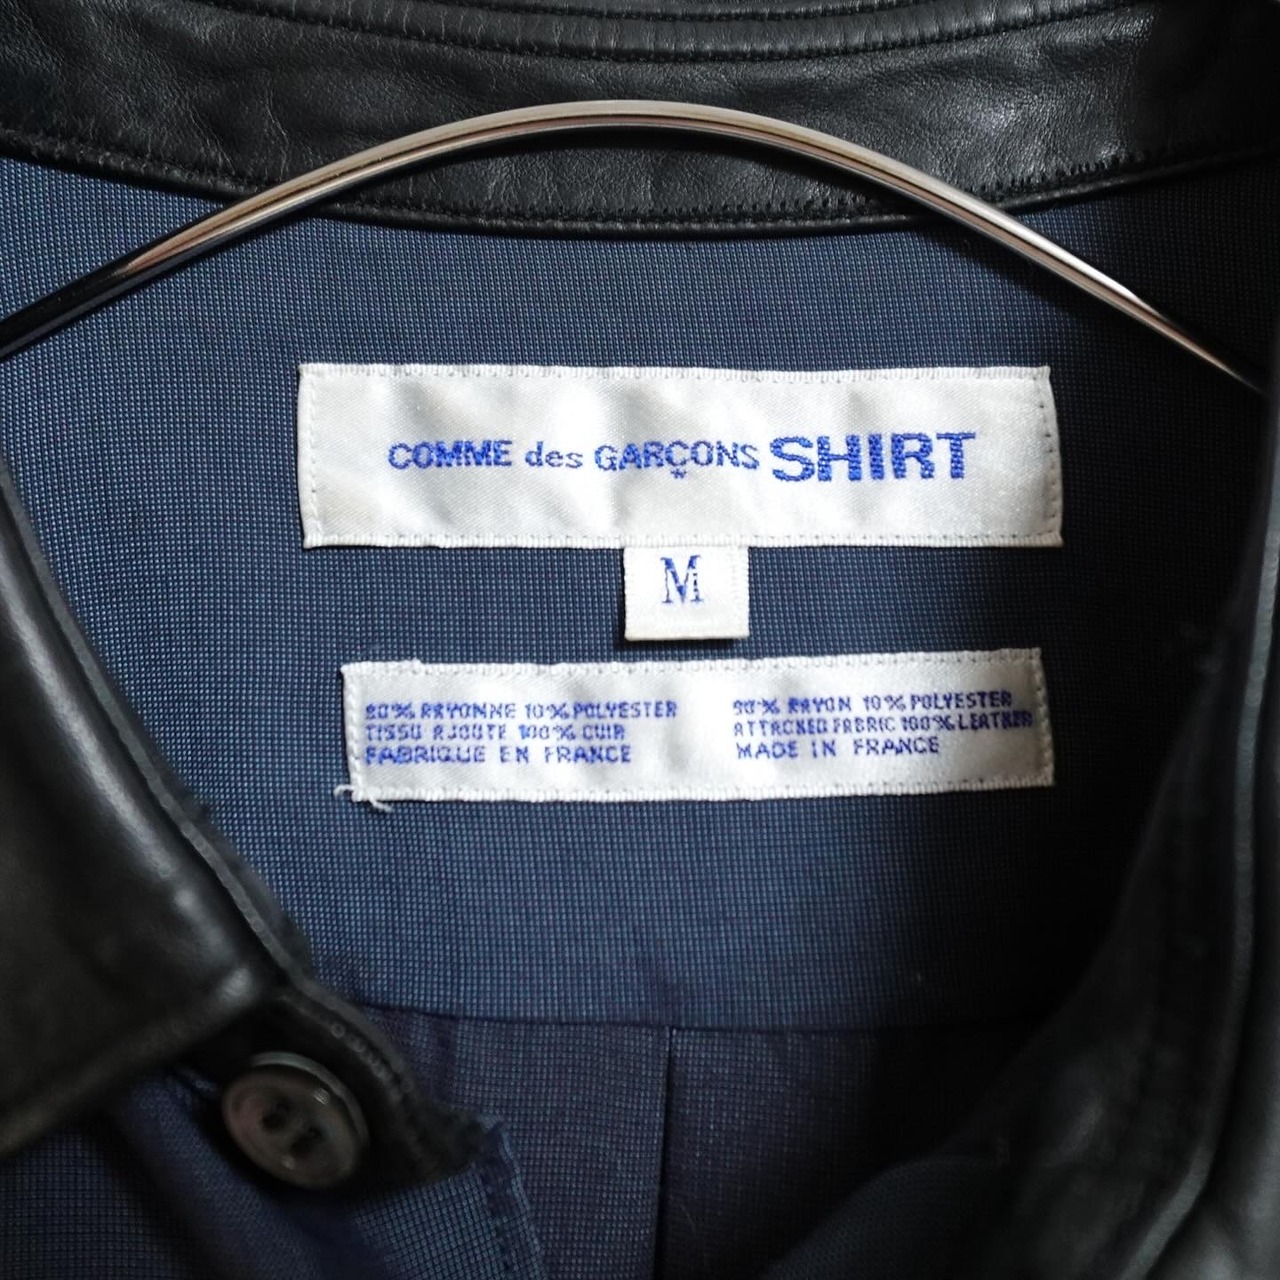 COMME des GARÇONS SHIRT
M
90% RAYONNE 10% POLYESTER
TISSU AJOUTE 100% CUIR
FABRIQUE EN FRANCE
90% RAYON 10% POLYESTER
ATTACKED FABRIC 100% LEATHER
MADE IN FRANCE